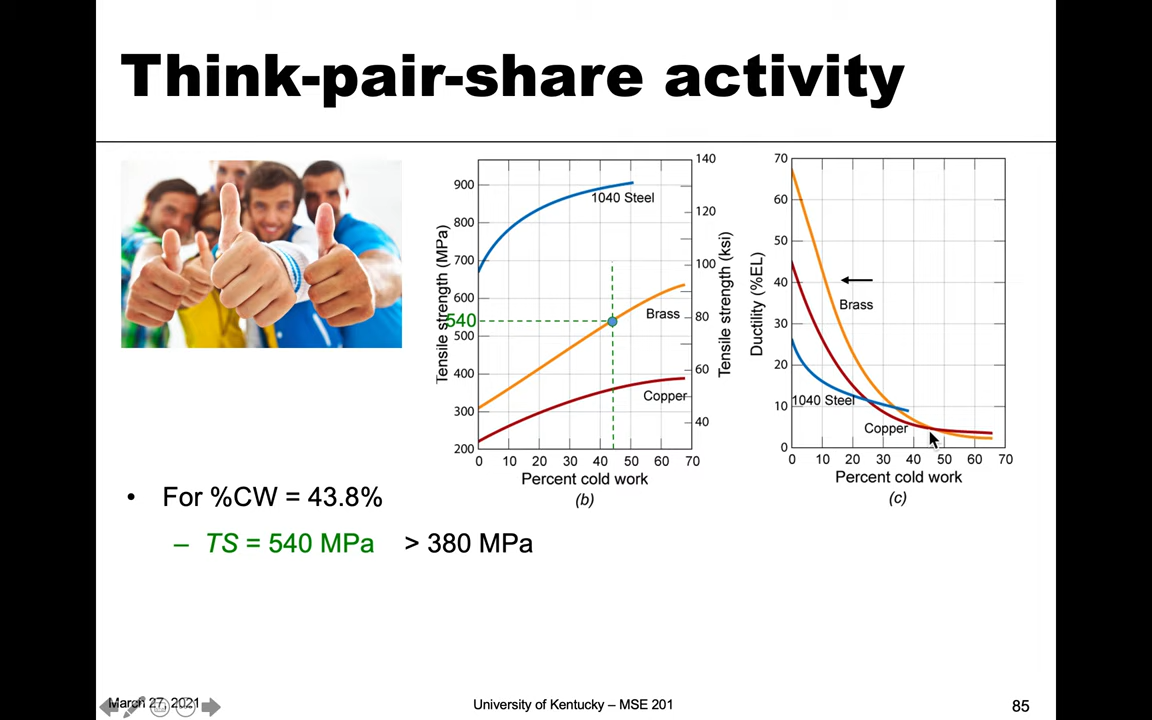 Think-pair-share activity
Tensile strength (MPa)
900
800
700
600
540
500
400
300
200
0 10 20 30 40 50 60 70
Percent cold work
(b)
140
120
100
80
60
40
Tensile strength (ksi)
1040 Steel
Brass
Copper
Ductility (%EL)
70
60
50
40
30
20
10
0
0 10 20 30 40 50 60 70
Percent cold work
(c)
Brass
1040 Steel
Copper
• For %CW = 43.8%
– TS = 540 MPa > 380 MPa
March 27, 2021
University of Kentucky – MSE 201
85